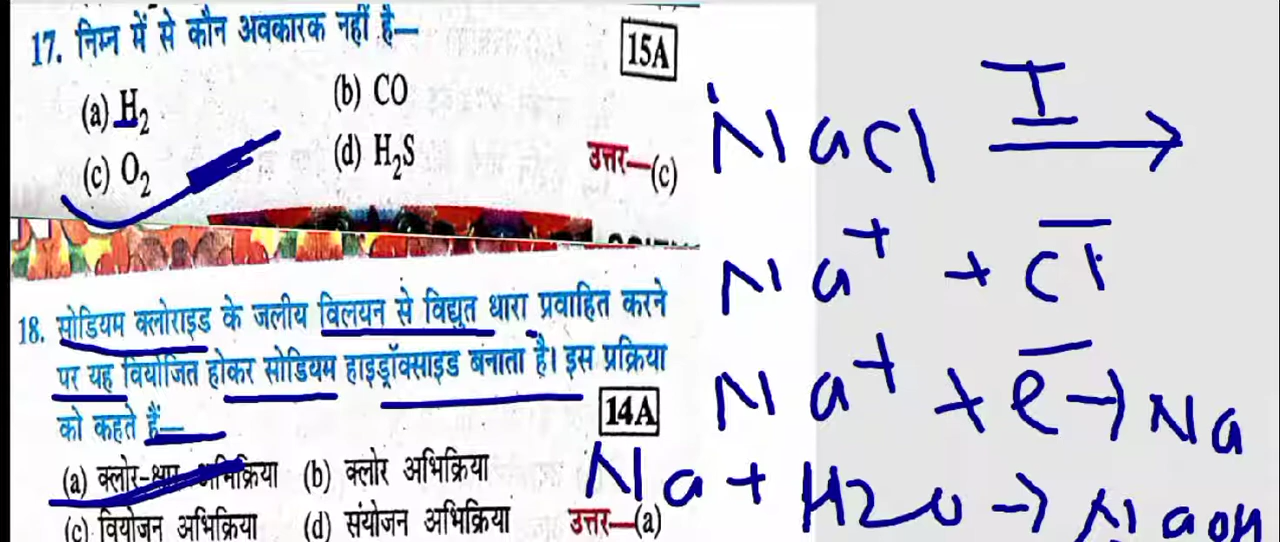 17. निम्न में से कौन अवकारक नहीं है—
15A
(a) H₂ (b) CO
(c) O₂ (d) H₂S
उत्तर—(c)
18. सोडियम क्लोराइड के जलीय विलयन से विद्युत धारा प्रवाहित करने
पर यह वियोजित होकर सोडियम हाइड्रॉक्साइड बनाता है। इस प्रक्रिया
को कहते हैं—
14A
(a) क्लोर-क्षार अभिक्रिया (b) क्लोर अभिक्रिया
(c) वियोजन अभिक्रिया (d) संयोजन अभिक्रिया
उत्तर—(a)
NaCl I →
Na⁺ + Cl⁻
Na⁺ + e⁻ → Na
Na + H2O → NaOH